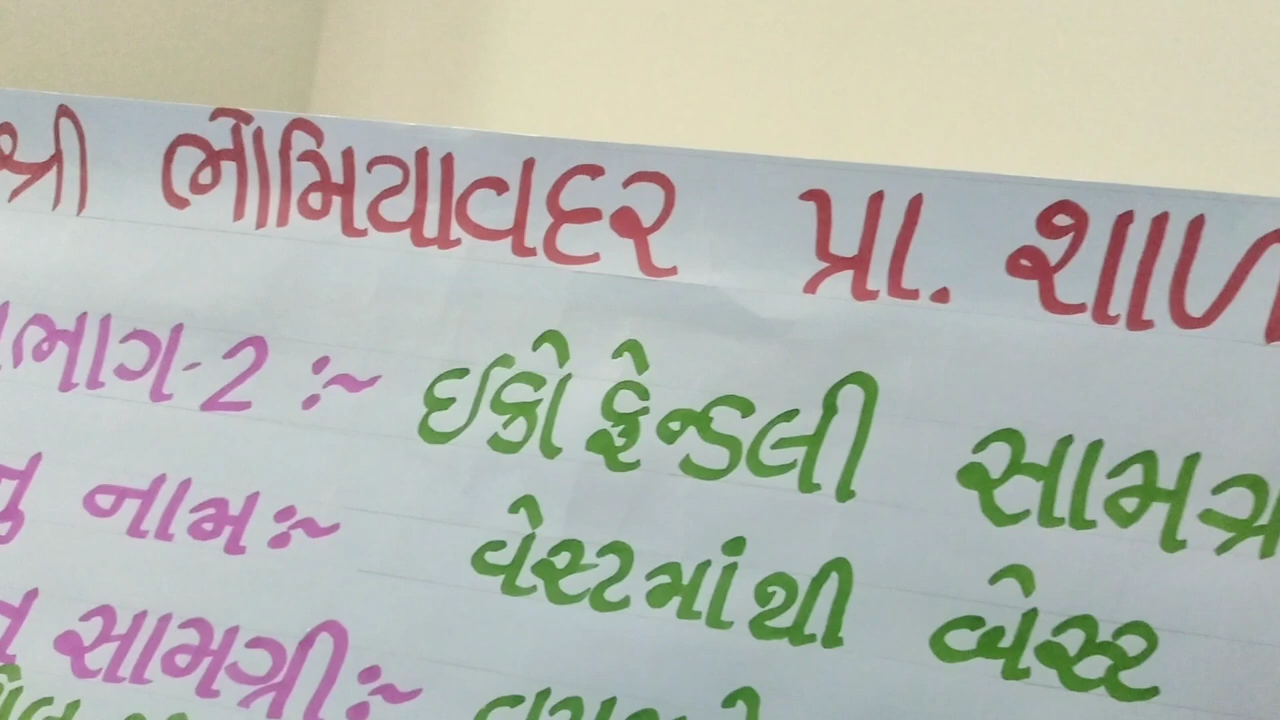 શ્રી ભોમિયાવદર પ્રા. શાળ
ભાગ-2 :~ ઇકો ફ્રેન્ડલી સામગ્ર
નુ નામ:~ વેસ્ટમાંથી બેસ્ટ
સામગ્રી:~